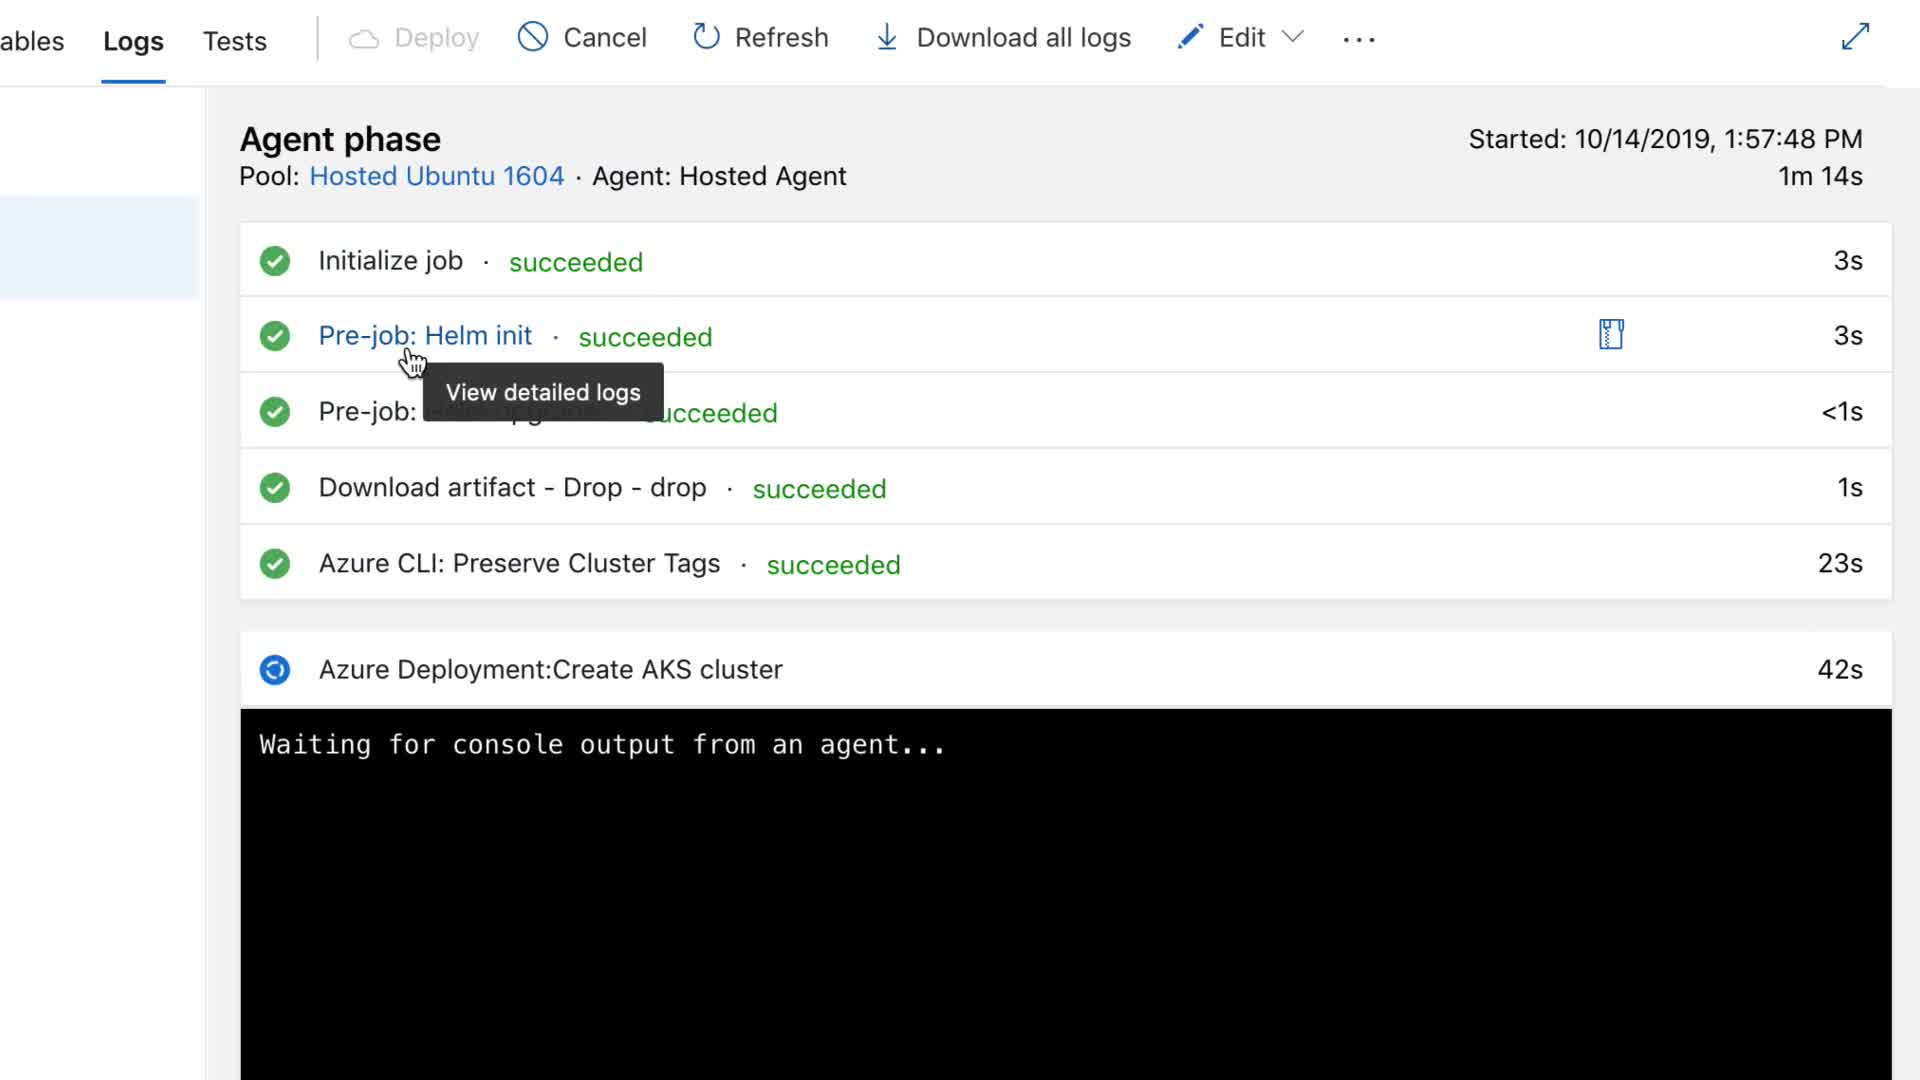 ables Logs Tests Deploy Cancel Refresh Download all logs Edit ...
Agent phase Started: 10/14/2019, 1:57:48 PM
Pool: Hosted Ubuntu 1604 · Agent: Hosted Agent 1m 14s
Initialize job · succeeded 3s
Pre-job: Helm init · succeeded 3s
View detailed logs
Pre-job: succeeded <1s
Download artifact - Drop - drop · succeeded 1s
Azure CLI: Preserve Cluster Tags · succeeded 23s
Azure Deployment:Create AKS cluster 42s
Waiting for console output from an agent...